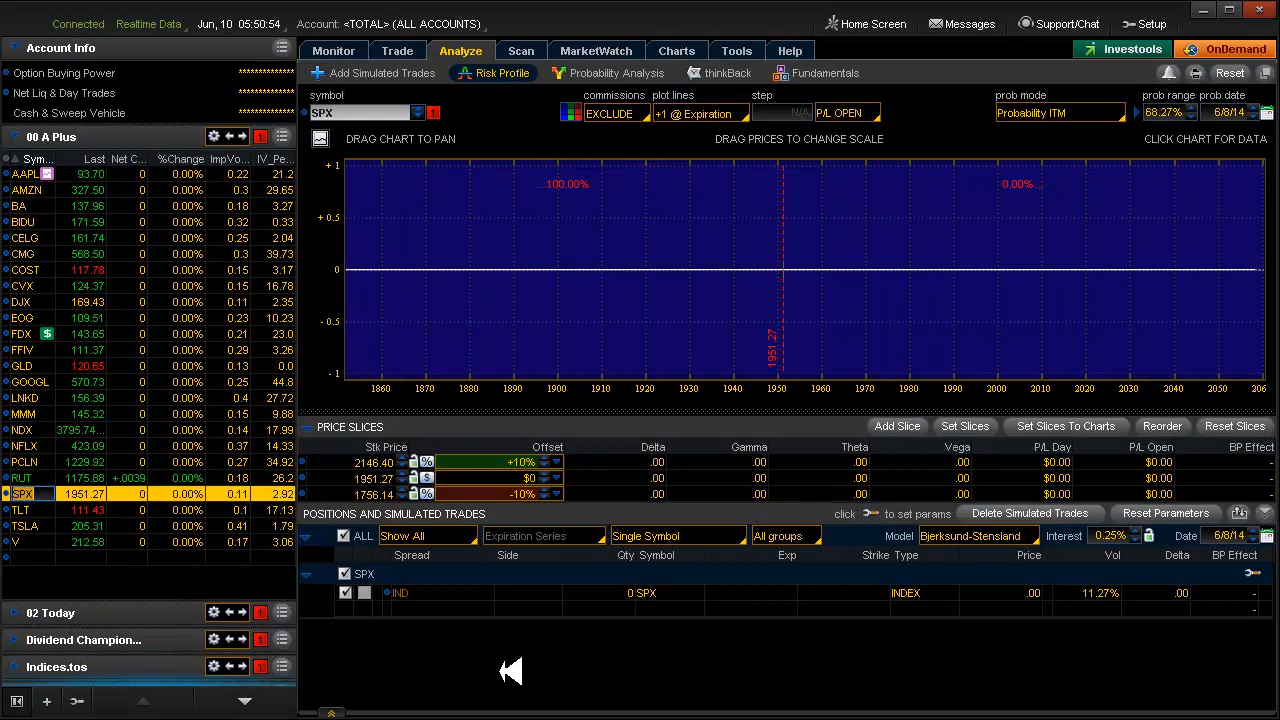 Connected Realtime Data Jun, 10 05:50:54 Account: <TOTAL> (ALL ACCOUNTS) Home Screen Messages Support/Chat Setup
Account Info
Option Buying Power *************
Net Liq & Day Trades *************
Cash & Sweep Vehicle *************
00 A Plus 1
Sym... Last Net C... %Change ImpVo... IV_Pe...
AAPL 93.70 0 0.00% 0.22 21.2
AMZN 327.50 0 0.00% 0.3 29.65
BA 137.96 0 0.00% 0.18 3.27
BIDU 171.59 0 0.00% 0.32 0.33
CELG 161.74 0 0.00% 0.25 2.04
CMG 568.50 0 0.00% 0.3 39.73
COST 117.78 0 0.00% 0.15 3.17
CVX 124.37 0 0.00% 0.15 16.78
DJX 169.43 0 0.00% 0.11 2.35
EOG 109.51 0 0.00% 0.23 10.23
FDX $ 143.65 0 0.00% 0.21 23.0
FFIV 111.37 0 0.00% 0.29 3.26
GLD 120.65 0 0.00% 0.13 0.0
GOOGL 570.73 0 0.00% 0.25 44.8
LNKD 156.39 0 0.00% 0.4 27.72
MMM 145.32 0 0.00% 0.15 9.88
NDX 3795.74... 0 0.00% 0.14 17.99
NFLX 423.09 0 0.00% 0.37 14.33
PCLN 1229.92 0 0.00% 0.27 34.92
RUT 1175.88 +.0039 0.00% 0.18 26.2
SPX 1951.27 0 0.00% 0.11 2.92
TLT 111.43 0 0.00% 0.1 17.13
TSLA 205.31 0 0.00% 0.41 1.79
V 212.58 0 0.00% 0.17 3.06
02 Today 1
Dividend Champion... 1
Indices.tos 1
Monitor Trade Analyze Scan MarketWatch Charts Tools Help Investools OnDemand
Add Simulated Trades Risk Profile Probability Analysis thinkBack Fundamentals Reset
symbol commissions plot lines step prob mode prob range prob date
SPX 1 EXCLUDE +1 @ Expiration N/A P/L OPEN Probability ITM 68.27% 6/8/14
DRAG CHART TO PAN DRAG PRICES TO CHANGE SCALE CLICK CHART FOR DATA
+ 1
...100.00% 0.00%...
+ 0.5
0
- 0.5
1951.27
- 1
1860 1870 1880 1890 1900 1910 1920 1930 1940 1950 1960 1970 1980 1990 2000 2010 2020 2030 2040 2050 206
PRICE SLICES Add Slice Set Slices Set Slices To Charts Reorder Reset Slices
Stk Price Offset Delta Gamma Theta Vega P/L Day P/L Open BP Effect
2146.40 % +10% .00 .00 .00 .00 $0.00 $0.00 -
1951.27 $ $0 .00 .00 .00 .00 $0.00 $0.00 -
1756.14 % -10% .00 .00 .00 .00 $0.00 $0.00 -
POSITIONS AND SIMULATED TRADES click to set params Delete Simulated Trades Reset Parameters
ALL Show All Expiration Series Single Symbol All groups Model Bjerksund-Stensland Interest 0.25% Date 6/8/14
Spread Side Qty Symbol Exp Strike Type Price Vol Delta BP Effect
SPX
IND 0 SPX INDEX .00 11.27% .00 -
-